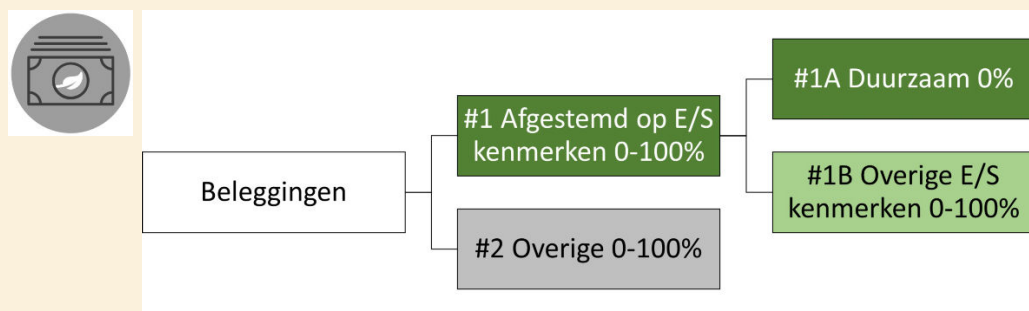 #1A Duurzaam 0%
#1 Afgestemd op E/S
kenmerken 0-100%
#1B Overige E/S
kenmerken 0-100%
Beleggingen
#2 Overige 0-100%